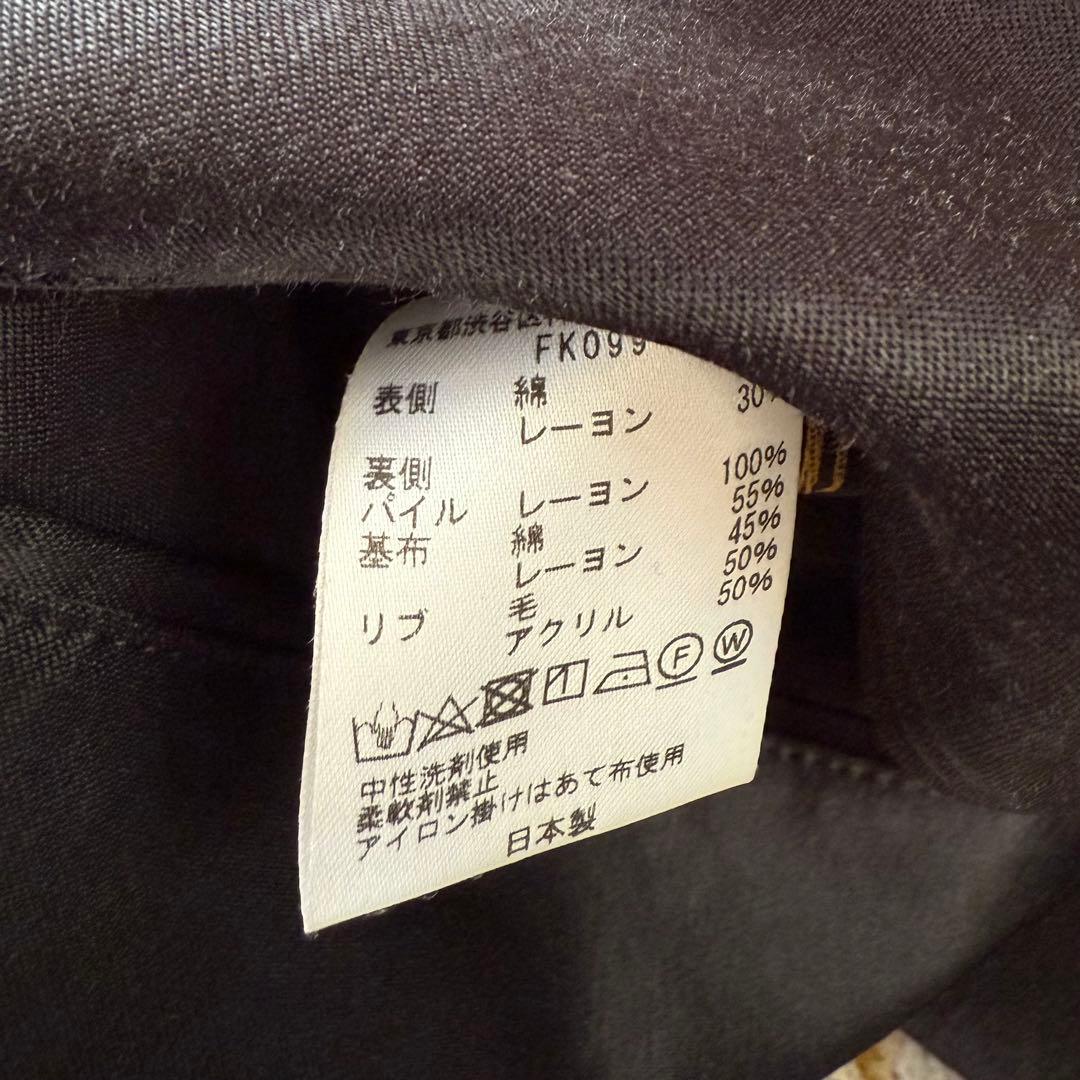 東京都渋谷区
FK099
表側 綿 30%
レーヨン
裏側
パイル レーヨン 100%
基布 綿 55%
レーヨン 45%
リブ 毛 50%
アクリル 50%
F W
中性洗剤使用
柔軟剤禁止
アイロン掛けはあて布使用
日本製